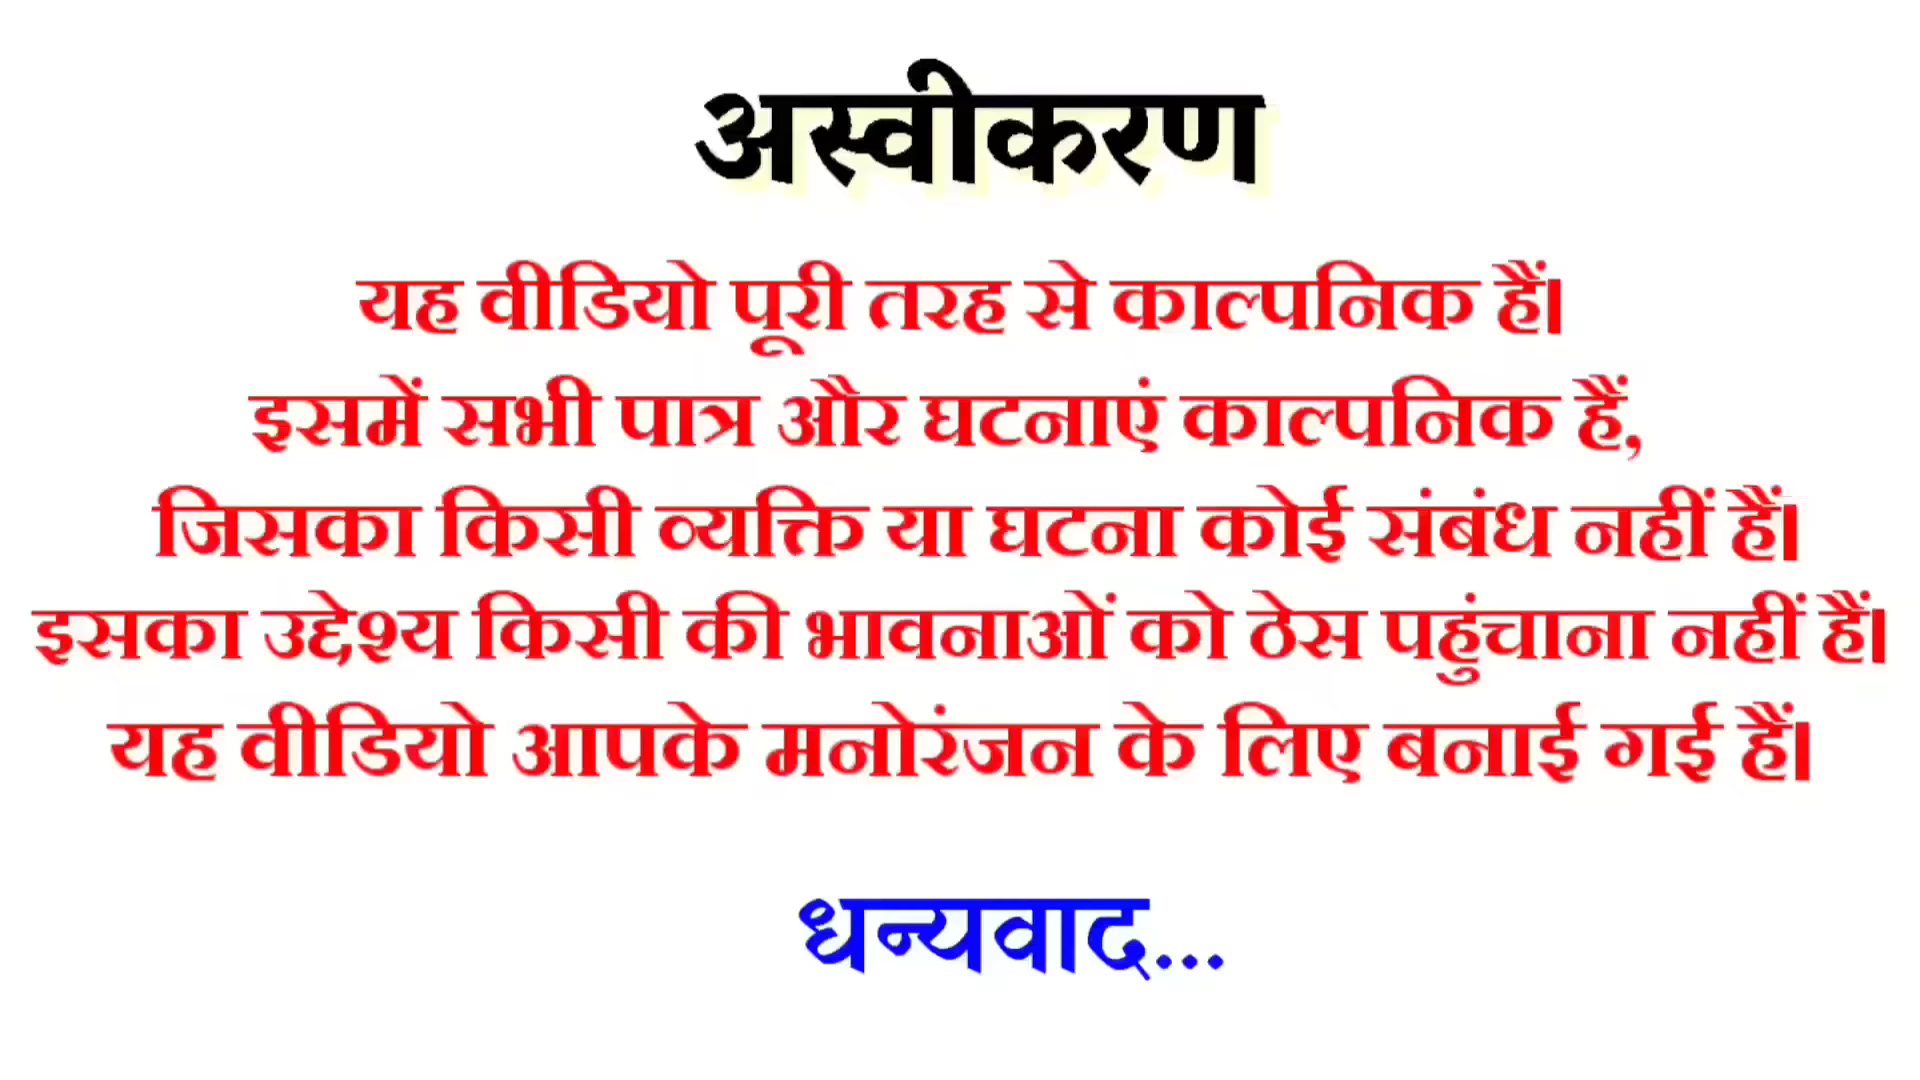 अस्वीकरण
यह वीडियो पूरी तरह से काल्पनिक हैं।
इसमें सभी पात्र और घटनाएं काल्पनिक हैं,
जिसका किसी व्यक्ति या घटना कोई संबंध नहीं हैं।
इसका उद्देश्य किसी की भावनाओं को ठेस पहुंचाना नहीं हैं।
यह वीडियो आपके मनोरंजन के लिए बनाई गई हैं।
धन्यवाद...